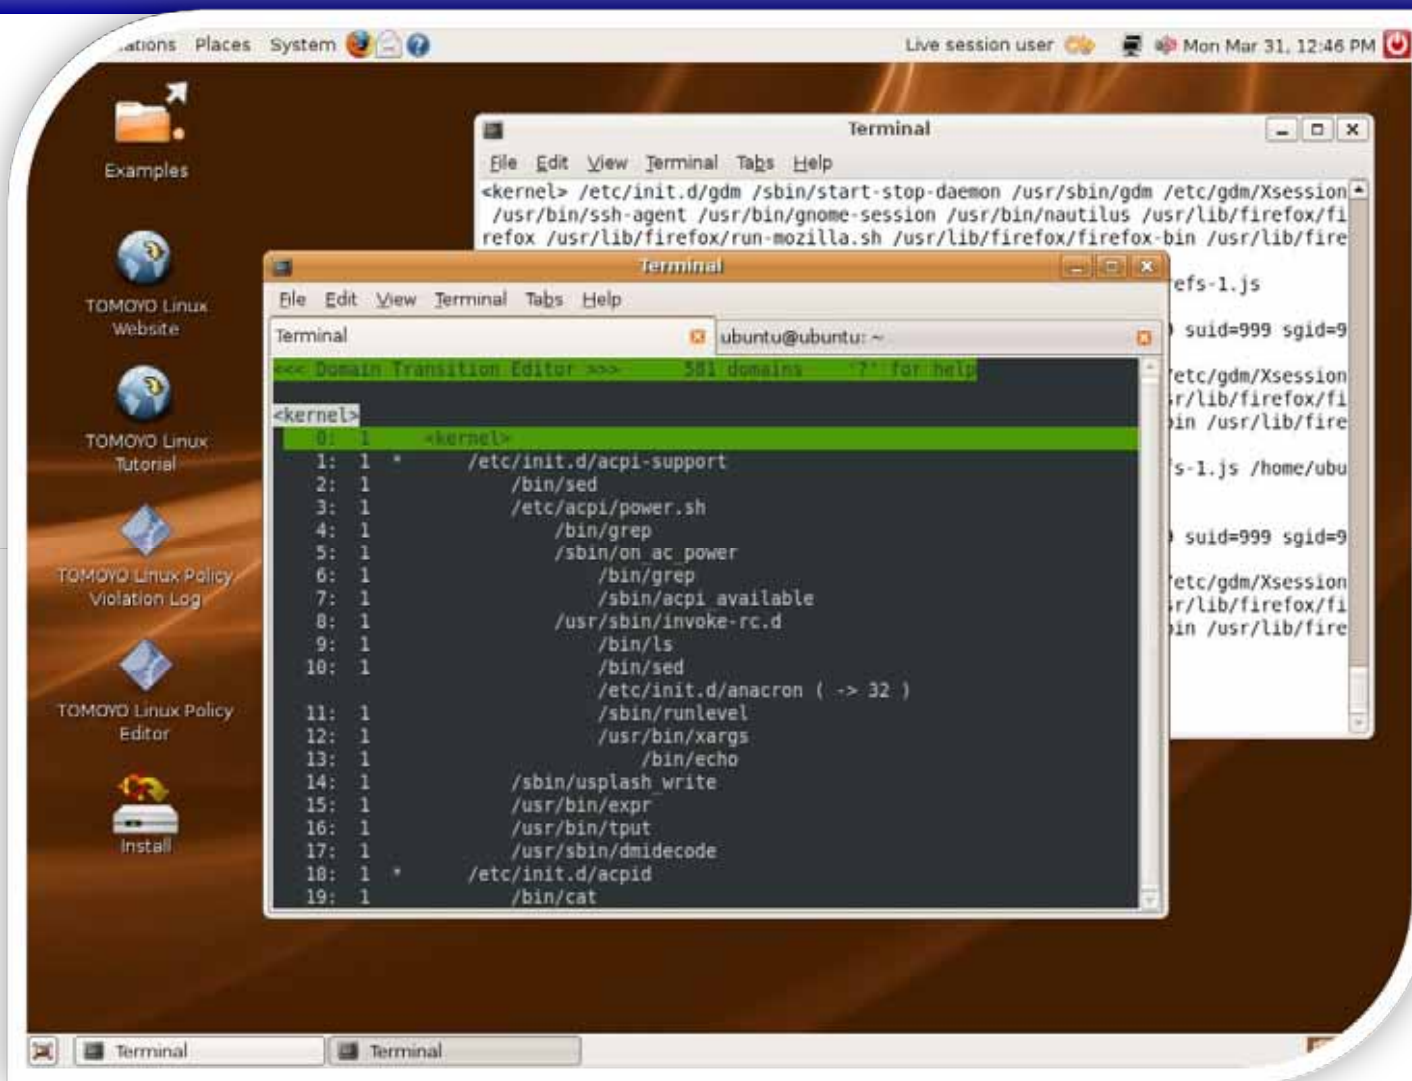 Places System
Live session user
Mon Mar 31, 12:46 PM
Examples
TOMOYO Linux
Website
TOMOYO Linux
Tutorial
TOMOYO Linux Policy
Violation Log
TOMOYO Linux Policy
Editor
Install
Terminal
File Edit View Terminal Tabs Help
<kernel> /etc/init.d/gdm /sbin/start-stop-daemon /usr/sbin/gdm /etc/gdm/Xsession
/usr/bin/ssh-agent /usr/bin/gnome-session /usr/bin/nautilus /usr/lib/firefox/fi
refox /usr/lib/firefox/run-mozilla.sh /usr/lib/firefox/firefox-bin /usr/lib/fire
efs-1.js
suid=999 sgid=9
/etc/gdm/Xsession
r/lib/firefox/fi
in /usr/lib/fire
s-1.js /home/ubu
suid=999 sgid=9
/etc/gdm/Xsession
r/lib/firefox/fi
in /usr/lib/fire
Terminal
File Edit View Terminal Tabs Help
Terminal
ubuntu@ubuntu: ~
<<< Domain Transition Editor >>> 581 domains '?' for help
<kernel>
0: 1 <kernel>
1: 1 * /etc/init.d/acpi-support
2: 1 /bin/sed
3: 1 /etc/acpi/power.sh
4: 1 /bin/grep
5: 1 /sbin/on_ac_power
6: 1 /bin/grep
7: 1 /sbin/acpi_available
8: 1 /usr/sbin/invoke-rc.d
9: 1 /bin/ls
10: 1 /bin/sed
/etc/init.d/anacron ( -> 32 )
11: 1 /sbin/runlevel
12: 1 /usr/bin/xargs
13: 1 /bin/echo
14: 1 /sbin/usplash_write
15: 1 /usr/bin/expr
16: 1 /usr/bin/tput
17: 1 /usr/sbin/dmidecode
18: 1 * /etc/init.d/acpid
19: 1 /bin/cat
Terminal
Terminal